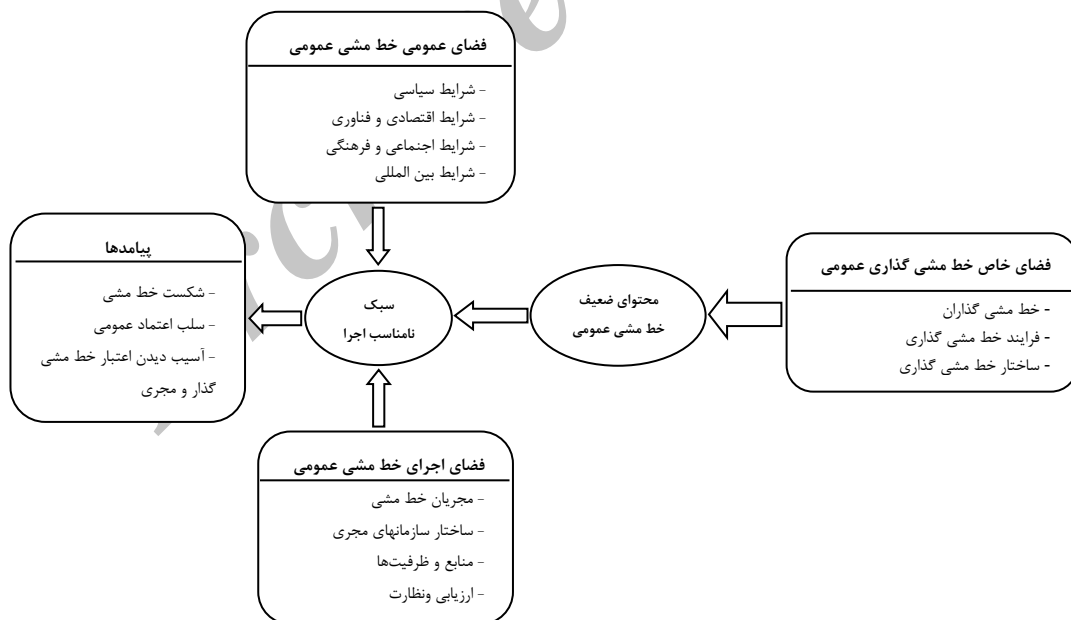 فضای عمومی خط مشی عمومی
- شرایط سیاسی
- شرایط اقتصادی و فناوری
- شرایط اجتماعی و فرهنگی
- شرایط بین المللی
فضای خاص خط مشی گذاری عمومی
- خط مشی گذاران
- فرایند خط مشی گذاری
- ساختار خط مشی گذاری
محتوای ضعیف
خط مشی عمومی
سبک
نامناسب اجرا
پیامدها
- شکست خط مشی
- سلب اعتماد عمومی
- آسیب دیدن اعتبار خط مشی
گذار و مجری
فضای اجرای خط مشی عمومی
- مجریان خط مشی
- ساختار سازمانهای مجری
- منابع و ظرفیت‌ها
- ارزیابی ونظارت